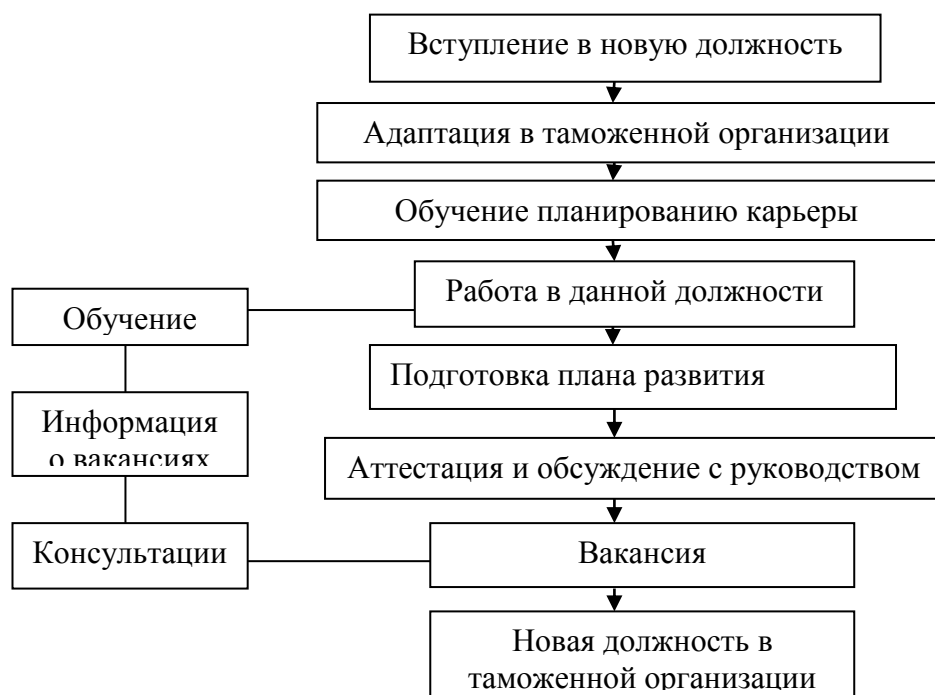 Вступление в новую должность
Адаптация в таможенной организации
Обучение планированию карьеры
Работа в данной должности
Обучение
Подготовка плана развития
Информация
о вакансиях
Аттестация и обсуждение с руководством
Консультации
Вакансия
Новая должность в
таможенной организации